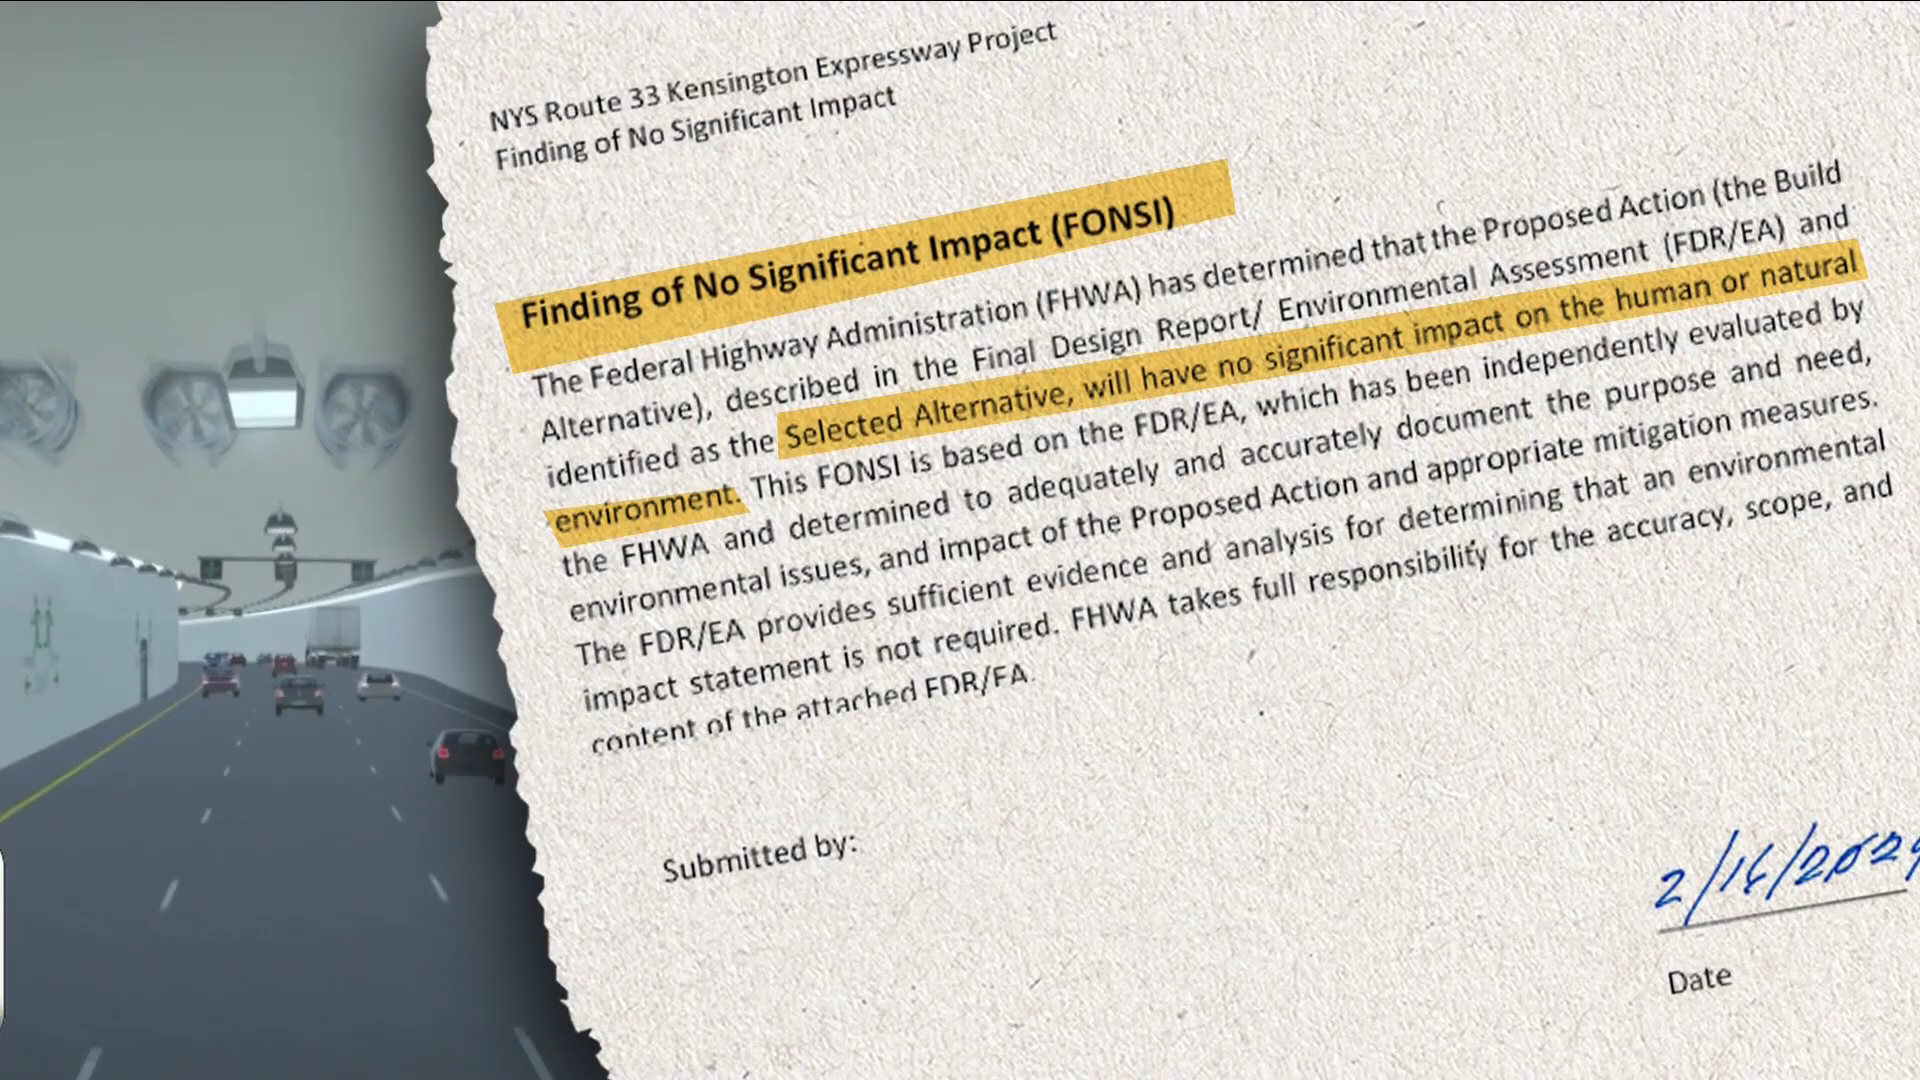 NYS Route 33 Kensington Expressway Project
Finding of No Significant Impact
Finding of No Significant Impact (FONSI)
The Federal Highway Administration (FHWA) has determined that the Proposed Action (the Build
Alternative), described in the Final Design Report/ Environmental Assessment (FDR/EA) and
identified as the Selected Alternative, will have no significant impact on the human or natural
environment. This FONSI is based on the FDR/EA, which has been independently evaluated by
the FHWA and determined to adequately and accurately document the purpose and need,
environmental issues, and impact of the Proposed Action and appropriate mitigation measures.
The FDR/EA provides sufficient evidence and analysis for determining that an environmental
impact statement is not required. FHWA takes full responsibility for the accuracy, scope, and
content of the attached FDR/EA.
Submitted by:
2/16/2024
Date